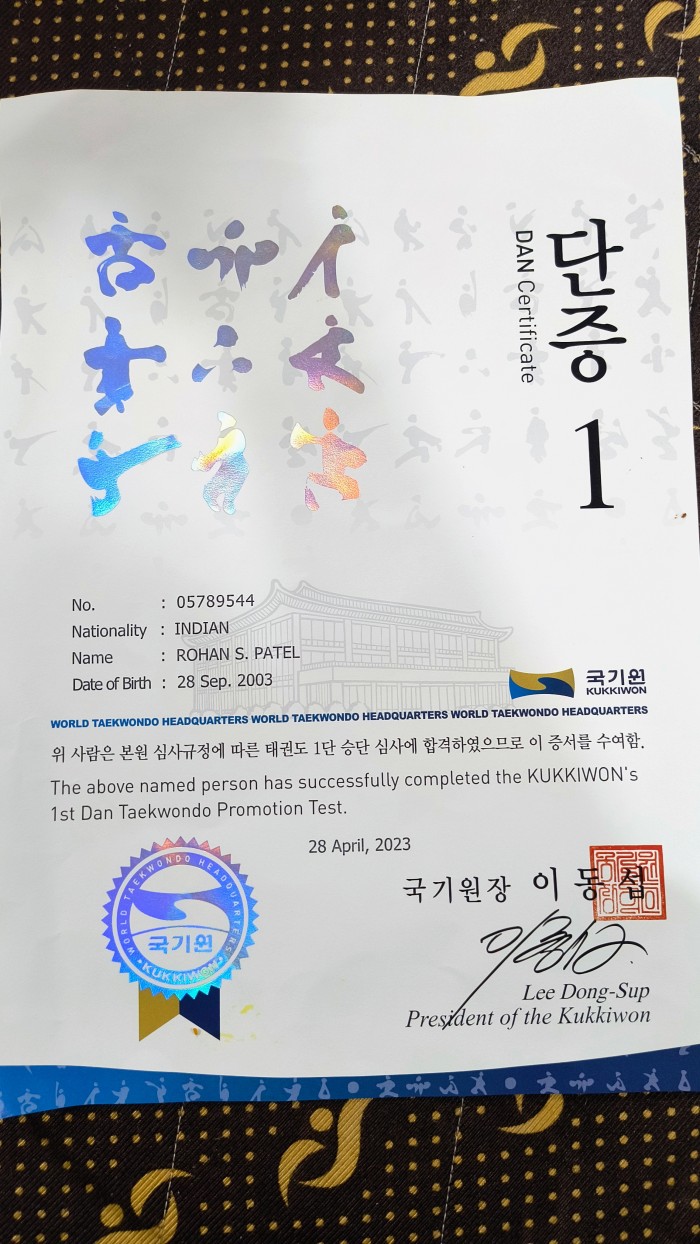 단증 1
DAN Certificate
No. : 05789544
Nationality : INDIAN
Name : ROHAN S. PATEL
Date of Birth : 28 Sep. 2003
국기원
KUKKIWON
WORLD TAEKWONDO HEADQUARTERS WORLD TAEKWONDO HEADQUARTERS WORLD TAEKWONDO HEADQUARTERS
위 사람은 본원 심사규정에 따른 태권도 1단 승단 심사에 합격하였으므로 이 증서를 수여함.
The above named person has successfully completed the KUKKIWON's
1st Dan Taekwondo Promotion Test.
28 April, 2023
국기원장 이동섭
Lee Dong-Sup
President of the Kukkiwon
WORLD TAEKWONDO HEADQUARTERS
국기원
KUKKIWON